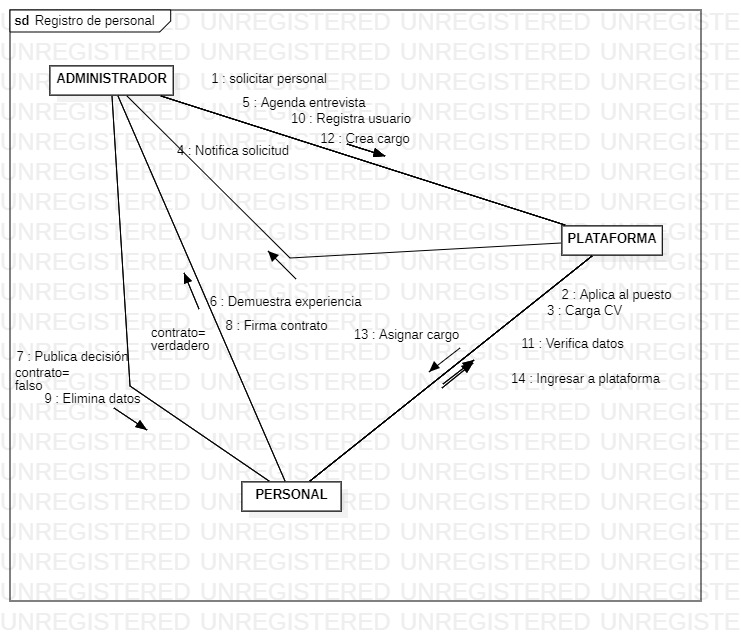 sd Registro de personal
ADMINISTRADOR
1 : solicitar personal
5 : Agenda entrevista
10 : Registra usuario
12 : Crea cargo
4 : Notifica solicitud
PLATAFORMA
6 : Demuestra experiencia
2 : Aplica al puesto
3 : Carga CV
8 : Firma contrato
contrato=
verdadero
13 : Asignar cargo
11 : Verifica datos
7 : Publica decisión
contrato=
falso
14 : Ingresar a plataforma
9 : Elimina datos
PERSONAL
UNREGISTERED